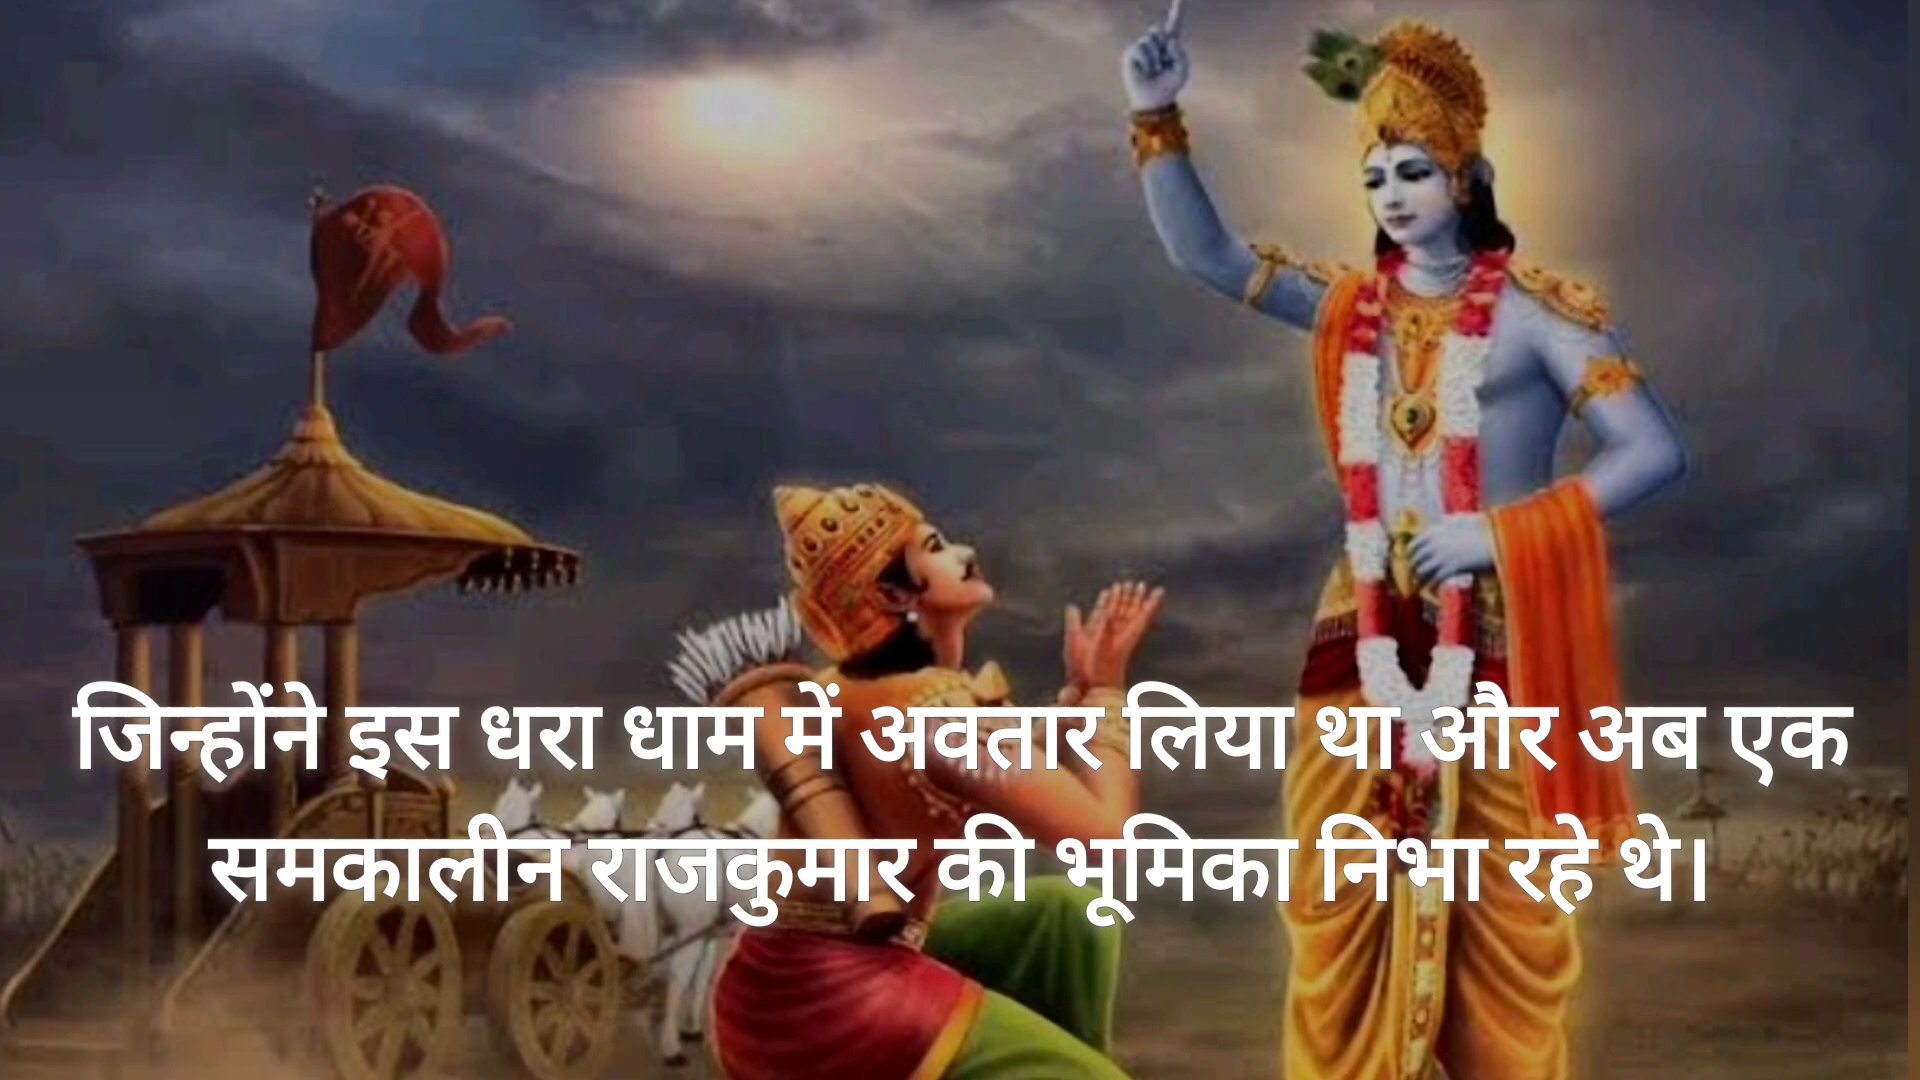 जिन्होंने इस धरा धाम में अवतार लिया था और अब एक
समकालीन राजकुमार की भूमिका निभा रहे थे।